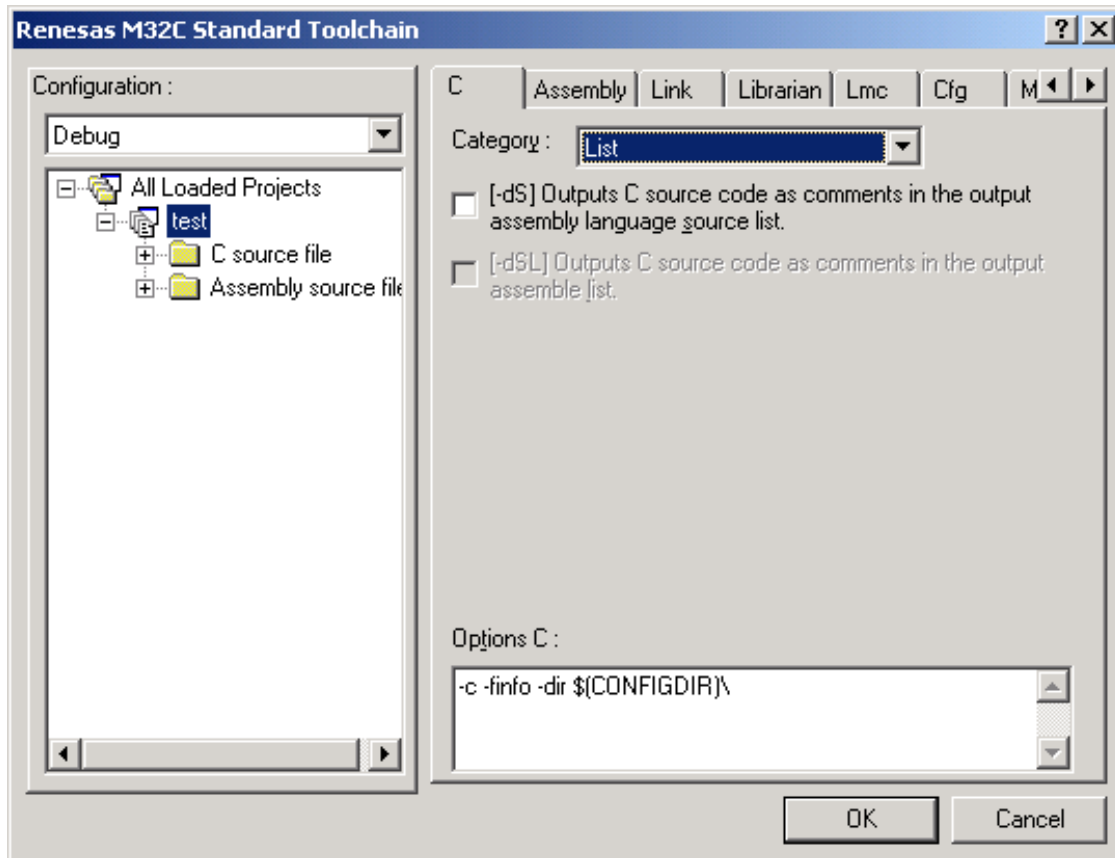 Renesas M32C Standard Toolchain
Configuration :
Debug
All Loaded Projects
test
C source file
Assembly source file
C Assembly Link Librarian Lmc Cfg M
Category : List
[-dS] Outputs C source code as comments in the output
assembly language source list.
[-dSL] Outputs C source code as comments in the output
assemble list.
Options C :
-c -finfo -dir $(CONFIGDIR)\
OK Cancel